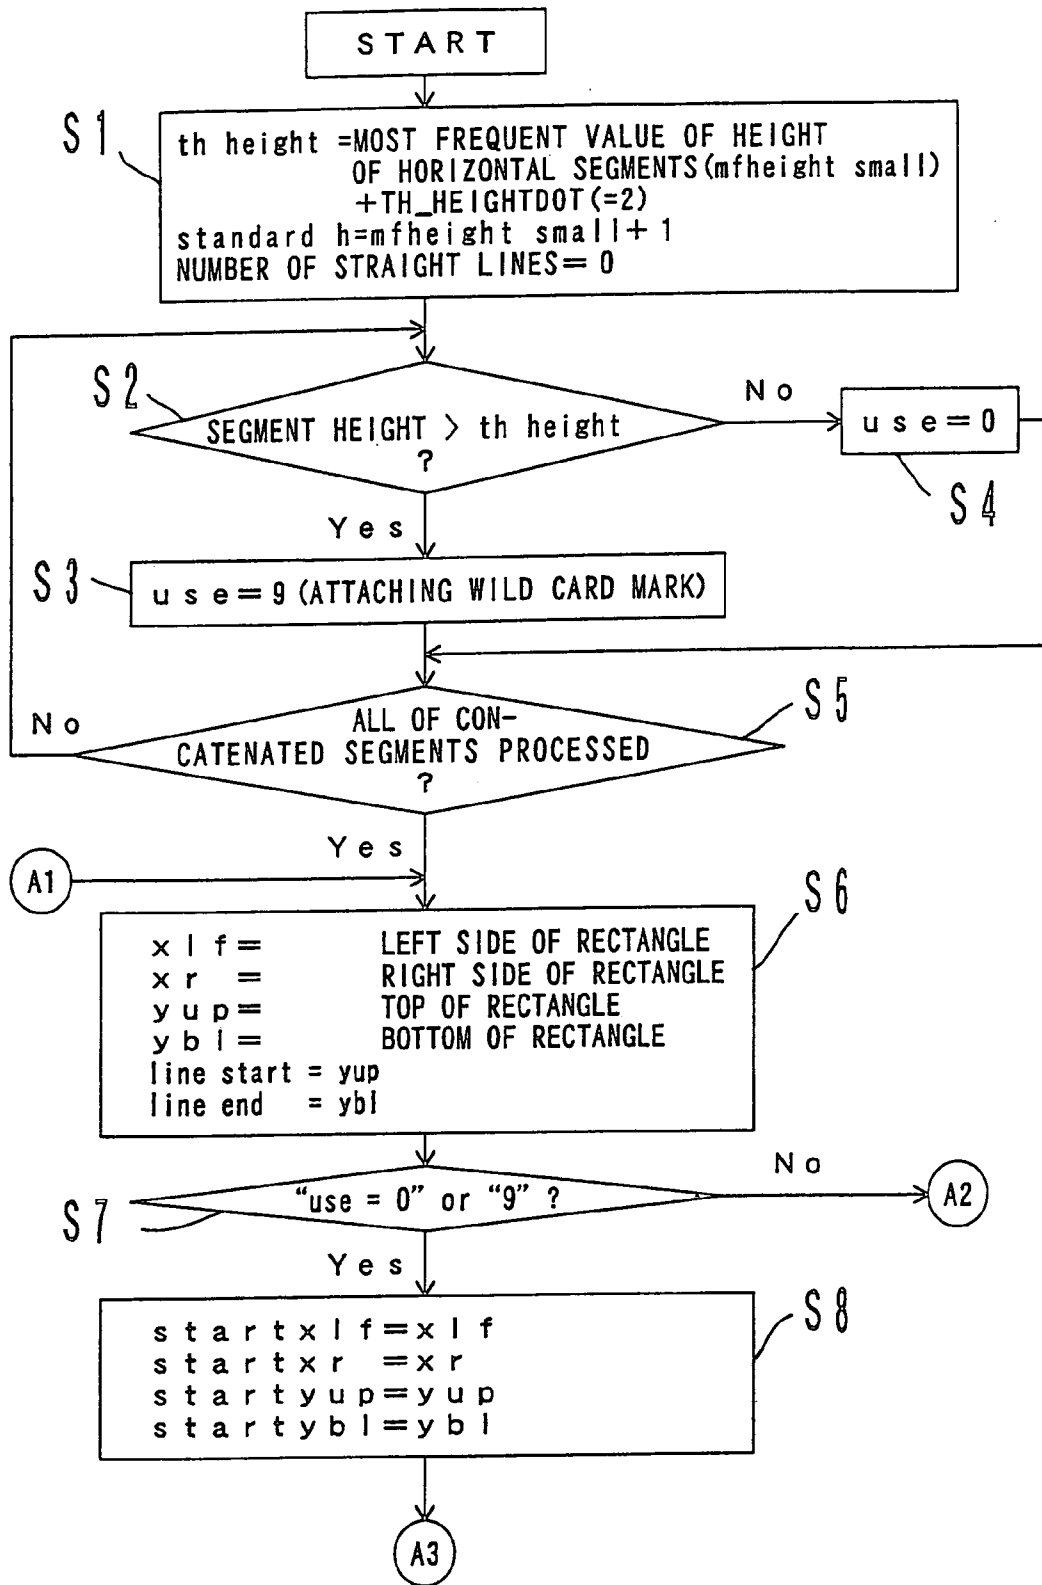 START
S1
th height =MOST FREQUENT VALUE OF HEIGHT
OF HORIZONTAL SEGMENTS(mfheight small)
+TH_HEIGHTDOT(=2)
standard h=mfheight small+1
NUMBER OF STRAIGHT LINES=0
S2
No
SEGMENT HEIGHT > th height
?
use=0
S4
Yes
S3
use=9(ATTACHING WILD CARD MARK)
S5
No
ALL OF CON-
CATENATED SEGMENTS PROCESSED
?
Yes
A1
S6
xlf= LEFT SIDE OF RECTANGLE
xr = RIGHT SIDE OF RECTANGLE
yup= TOP OF RECTANGLE
ybl= BOTTOM OF RECTANGLE
line start = yup
line end = ybl
No
S7
“use = 0” or “9” ?
A2
Yes
S8
startxlf=xlf
startxr =xr
startyup=yup
startybl=ybl
A3